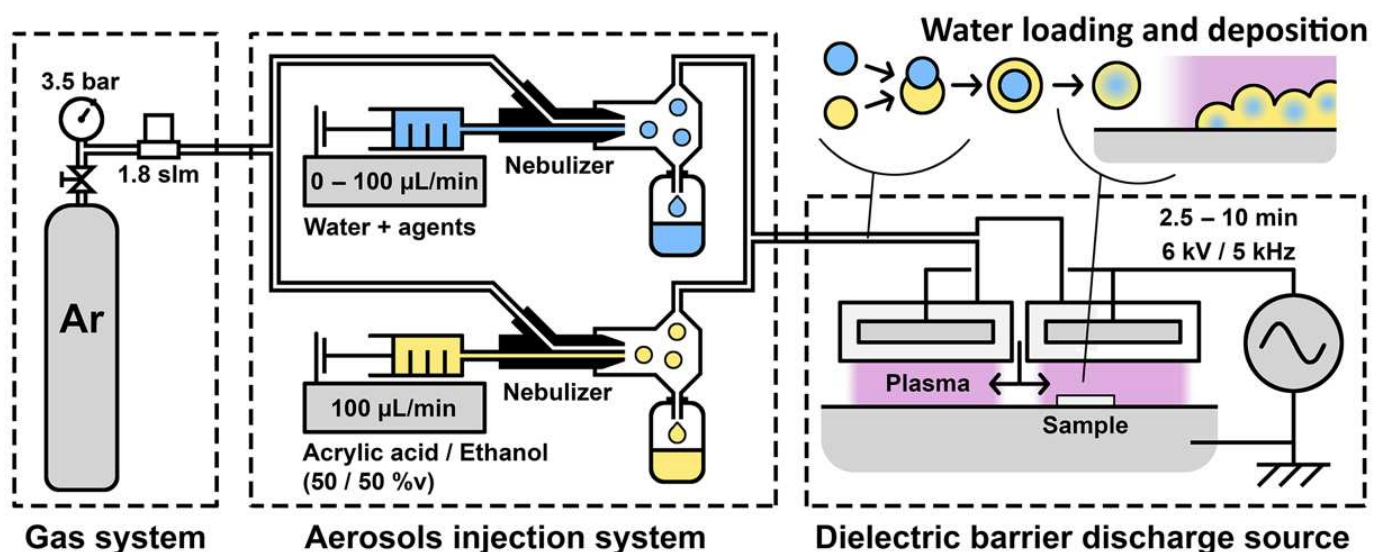 Water loading and deposition
3.5 bar
1.8 slm
Ar
Nebulizer
0 – 100 µL/min
Water + agents
Nebulizer
100 µL/min
Acrylic acid / Ethanol
(50 / 50 %v)
2.5 – 10 min
6 kV / 5 kHz
Plasma
Sample
Gas system
Aerosols injection system
Dielectric barrier discharge source